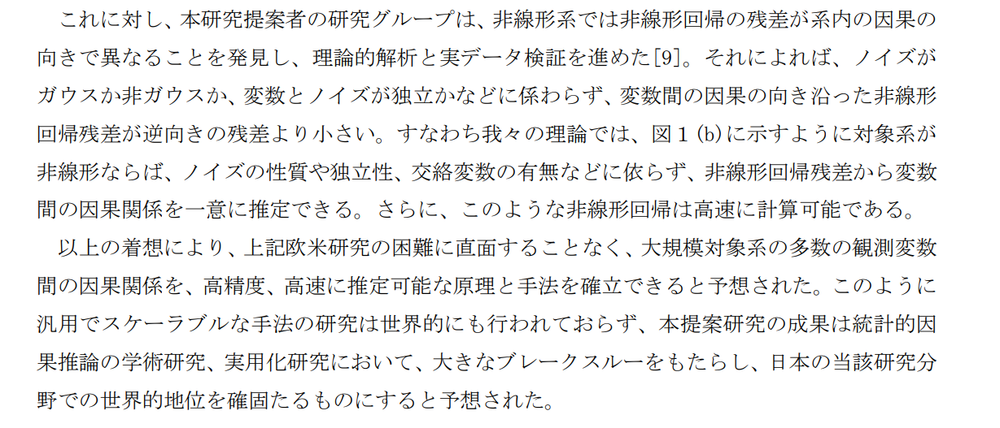 これに対し、本研究提案者の研究グループは、非線形系では非線形回帰の残差が系内の因果の
向きで異なることを発見し、理論的解析と実データ検証を進めた[9]。それによれば、ノイズが
ガウスか非ガウスか、変数とノイズが独立かなどに係わらず、変数間の因果の向き沿った非線形
回帰残差が逆向きの残差より小さい。すなわち我々の理論では、図１(b)に示すように対象系が
非線形ならば、ノイズの性質や独立性、交絡変数の有無などに依らず、非線形回帰残差から変数
間の因果関係を一意に推定できる。さらに、このような非線形回帰は高速に計算可能である。
以上の着想により、上記欧米研究の困難に直面することなく、大規模対象系の多数の観測変数
間の因果関係を、高精度、高速に推定可能な原理と手法を確立できると予想された。このように
汎用でスケーラブルな手法の研究は世界的にも行われておらず、本提案研究の成果は統計的因
果推論の学術研究、実用化研究において、大きなブレークスルーをもたらし、日本の当該研究分
野での世界的地位を確固たるものにすると予想された。